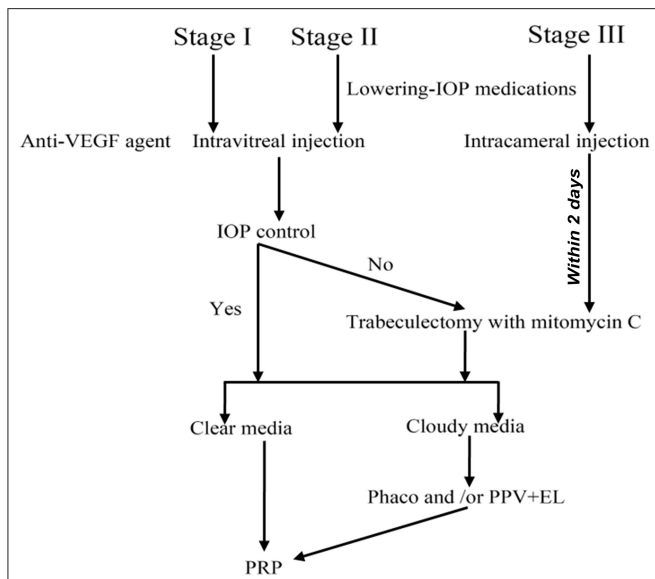 Stage I
Stage II
Stage III
Lowering-IOP medications
Anti-VEGF agent
Intravitreal injection
Intracameral injection
Within 2 days
IOP control
No
Yes
Trabeculectomy with mitomycin C
Clear media
Cloudy media
Phaco and /or PPV+EL
PRP